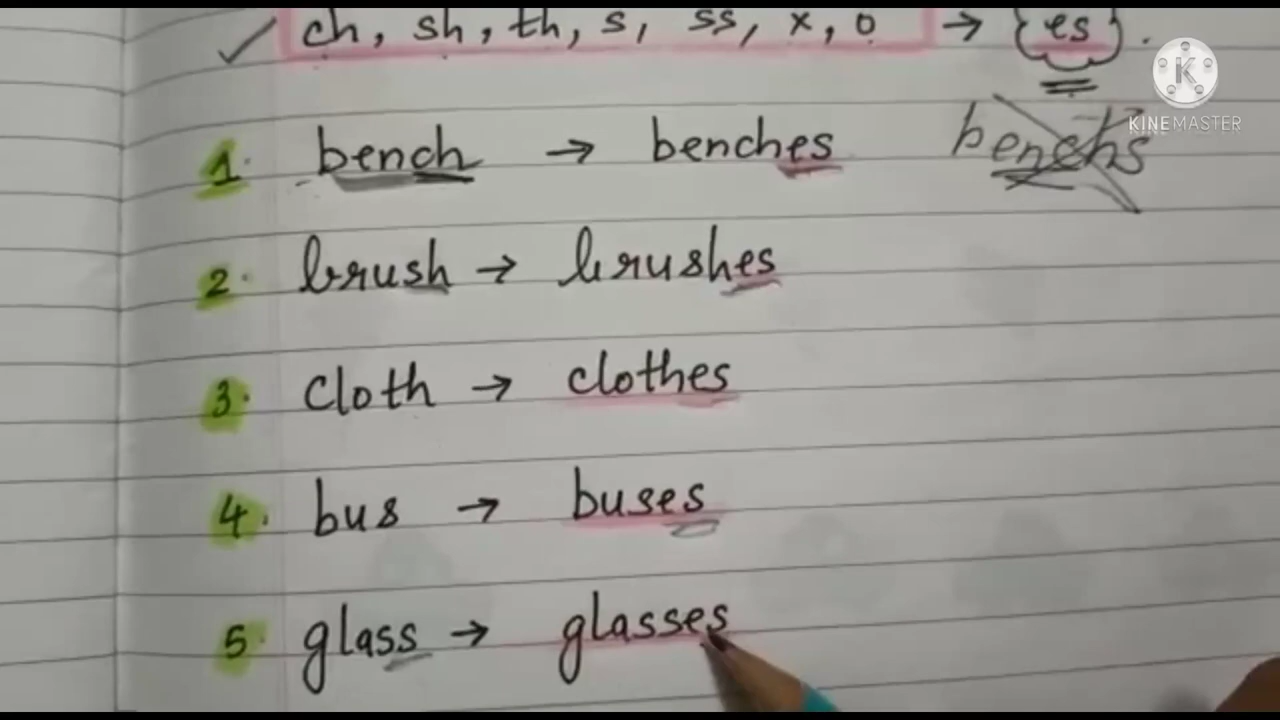 ✓ ch, sh, th, s, ss, x, o → {es}.
1. bench → benches benchs
2. brush → brushes
3. cloth → clothes
4. bus → buses
5. glass → glasses
K
KINEMASTER